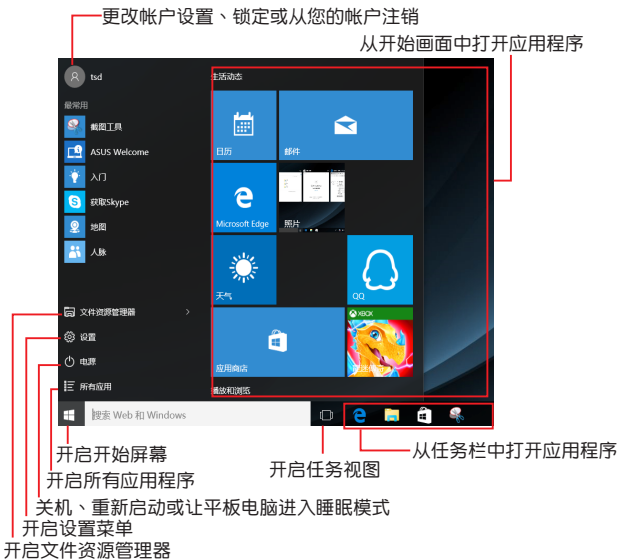 更改帐户设置、锁定或从您的帐户注销
从开始画面中打开应用程序
tsd
生活动态
最常用
截图工具
ASUS Welcome
入门
获取Skype
地图
人脉
日历
邮件
Microsoft Edge
照片
天气
QQ
XBOX
应用商店
播放和浏览
文件资源管理器
设置
电源
所有应用
搜索 Web 和 Windows
开启开始屏幕
开启任务视图
从任务栏中打开应用程序
开启所有应用程序
关机、重新启动或让平板电脑进入睡眠模式
开启设置菜单
开启文件资源管理器